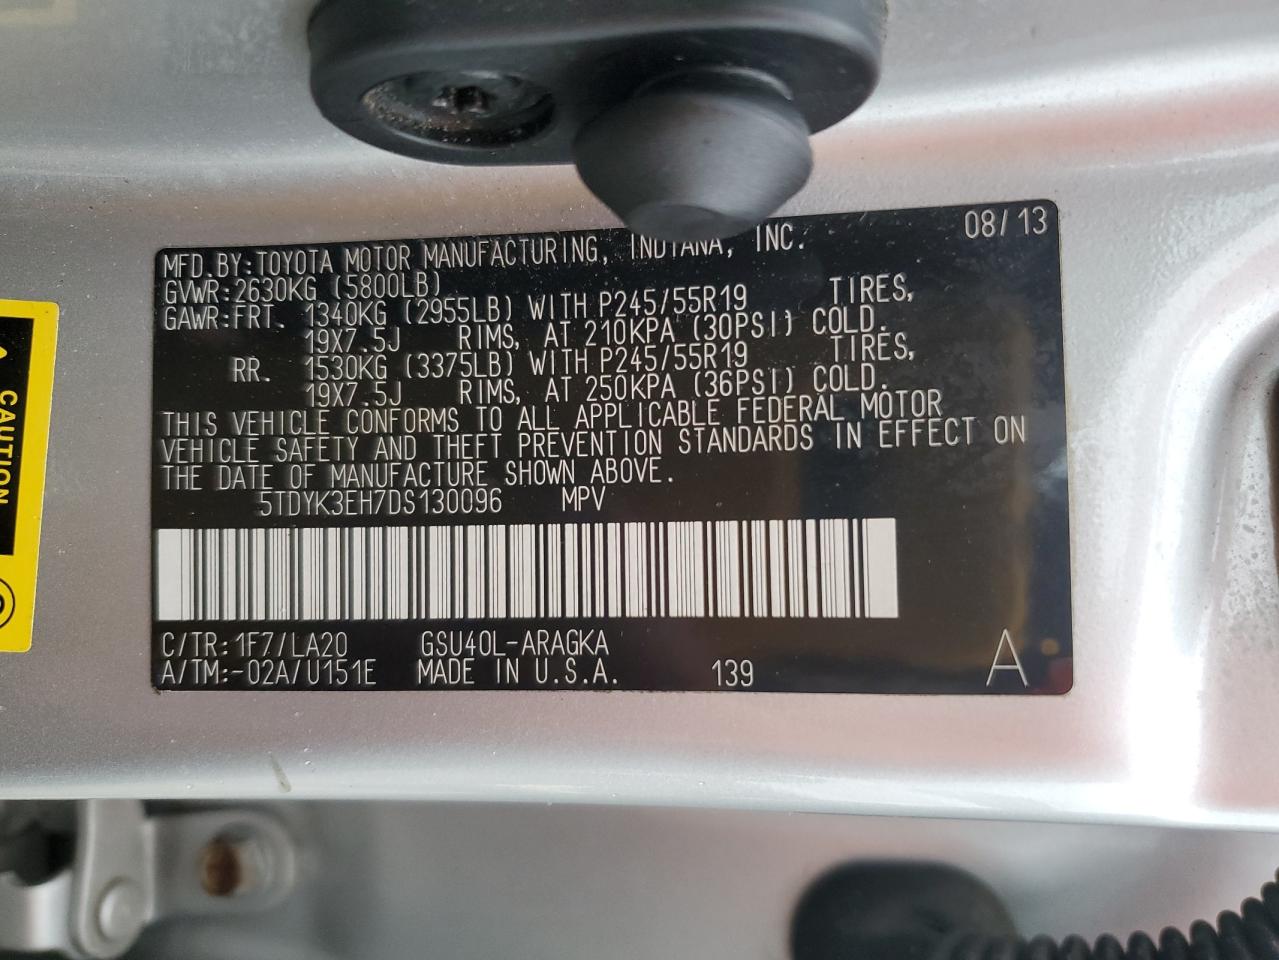 08/13
MFD.BY:TOYOTA MOTOR MANUFACTURING, INDIANA, INC.
GVWR:2630KG (5800LB)
GAWR:FRT. 1340KG (2955LB) WITH P245/55R19 TIRES,
19X7.5J RIMS, AT 210KPA (30PSI) COLD.
RR. 1530KG (3375LB) WITH P245/55R19 TIRES,
19X7.5J RIMS, AT 250KPA (36PSI) COLD.
THIS VEHICLE CONFORMS TO ALL APPLICABLE FEDERAL MOTOR
VEHICLE SAFETY AND THEFT PREVENTION STANDARDS IN EFFECT ON
THE DATE OF MANUFACTURE SHOWN ABOVE.
5TDYK3EH7DS130096 MPV
C/TR:1F7/LA20 GSU40L-ARAGKA
A/TM:-02A/U151E MADE IN U.S.A. 139 A
CAUTION